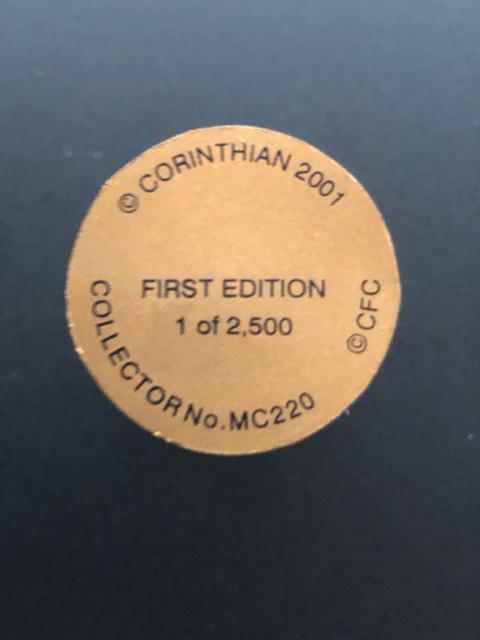 © CORINTHIAN 2001
FIRST EDITION
1 of 2,500
© CFC
COLLECTOR No. MC220